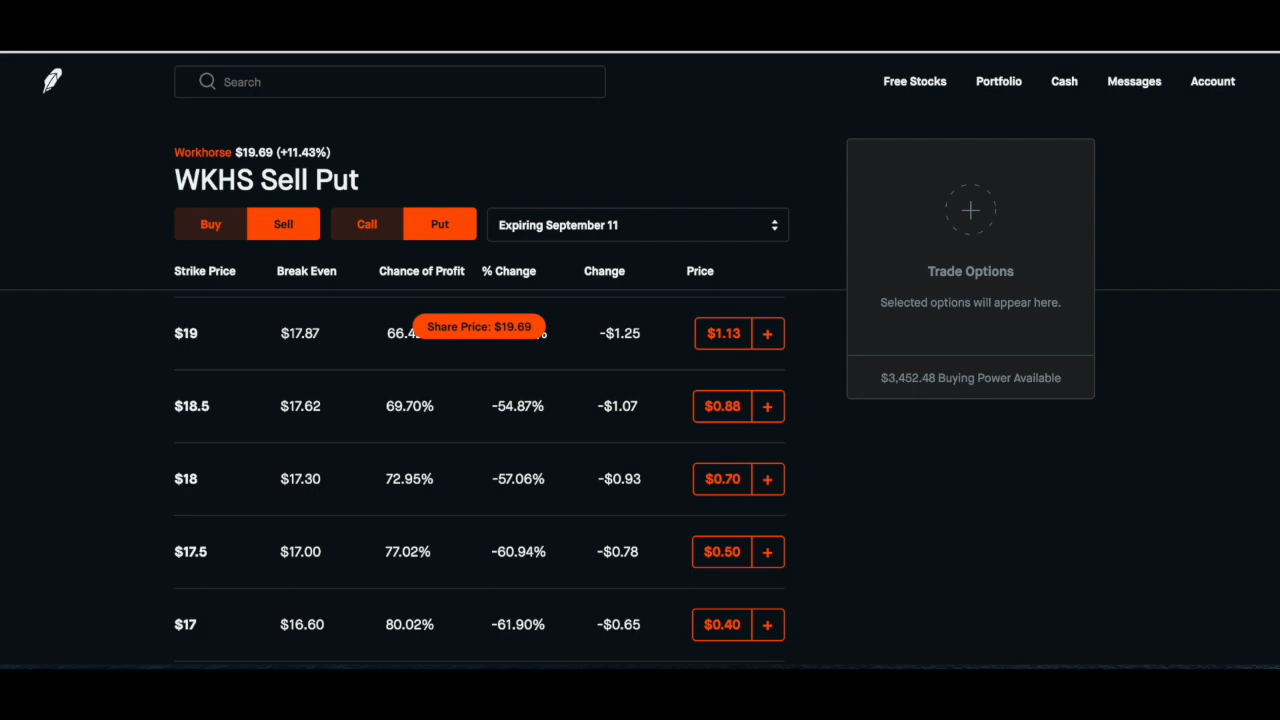 Search
Free Stocks Portfolio Cash Messages Account
Workhorse $19.69 (+11.43%)
WKHS Sell Put
Buy Sell Call Put Expiring September 11
Strike Price Break Even Chance of Profit % Change Change Price
Share Price: $19.69
$19 $17.87 -$1.25 $1.13 +
$18.5 $17.62 69.70% -54.87% -$1.07 $0.88 +
$18 $17.30 72.95% -57.06% -$0.93 $0.70 +
$17.5 $17.00 77.02% -60.94% -$0.78 $0.50 +
$17 $16.60 80.02% -61.90% -$0.65 $0.40 +
Trade Options
Selected options will appear here.
$3,452.48 Buying Power Available